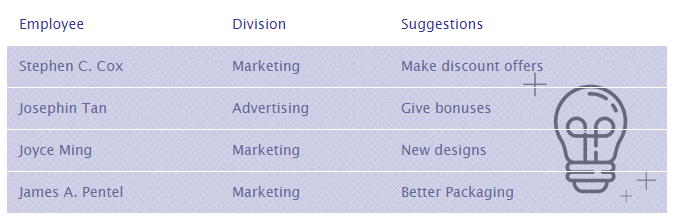 Employee Division Suggestions
Stephen C. Cox Marketing Make discount offers
Josephin Tan Advertising Give bonuses
Joyce Ming Marketing New designs
James A. Pentel Marketing Better Packaging